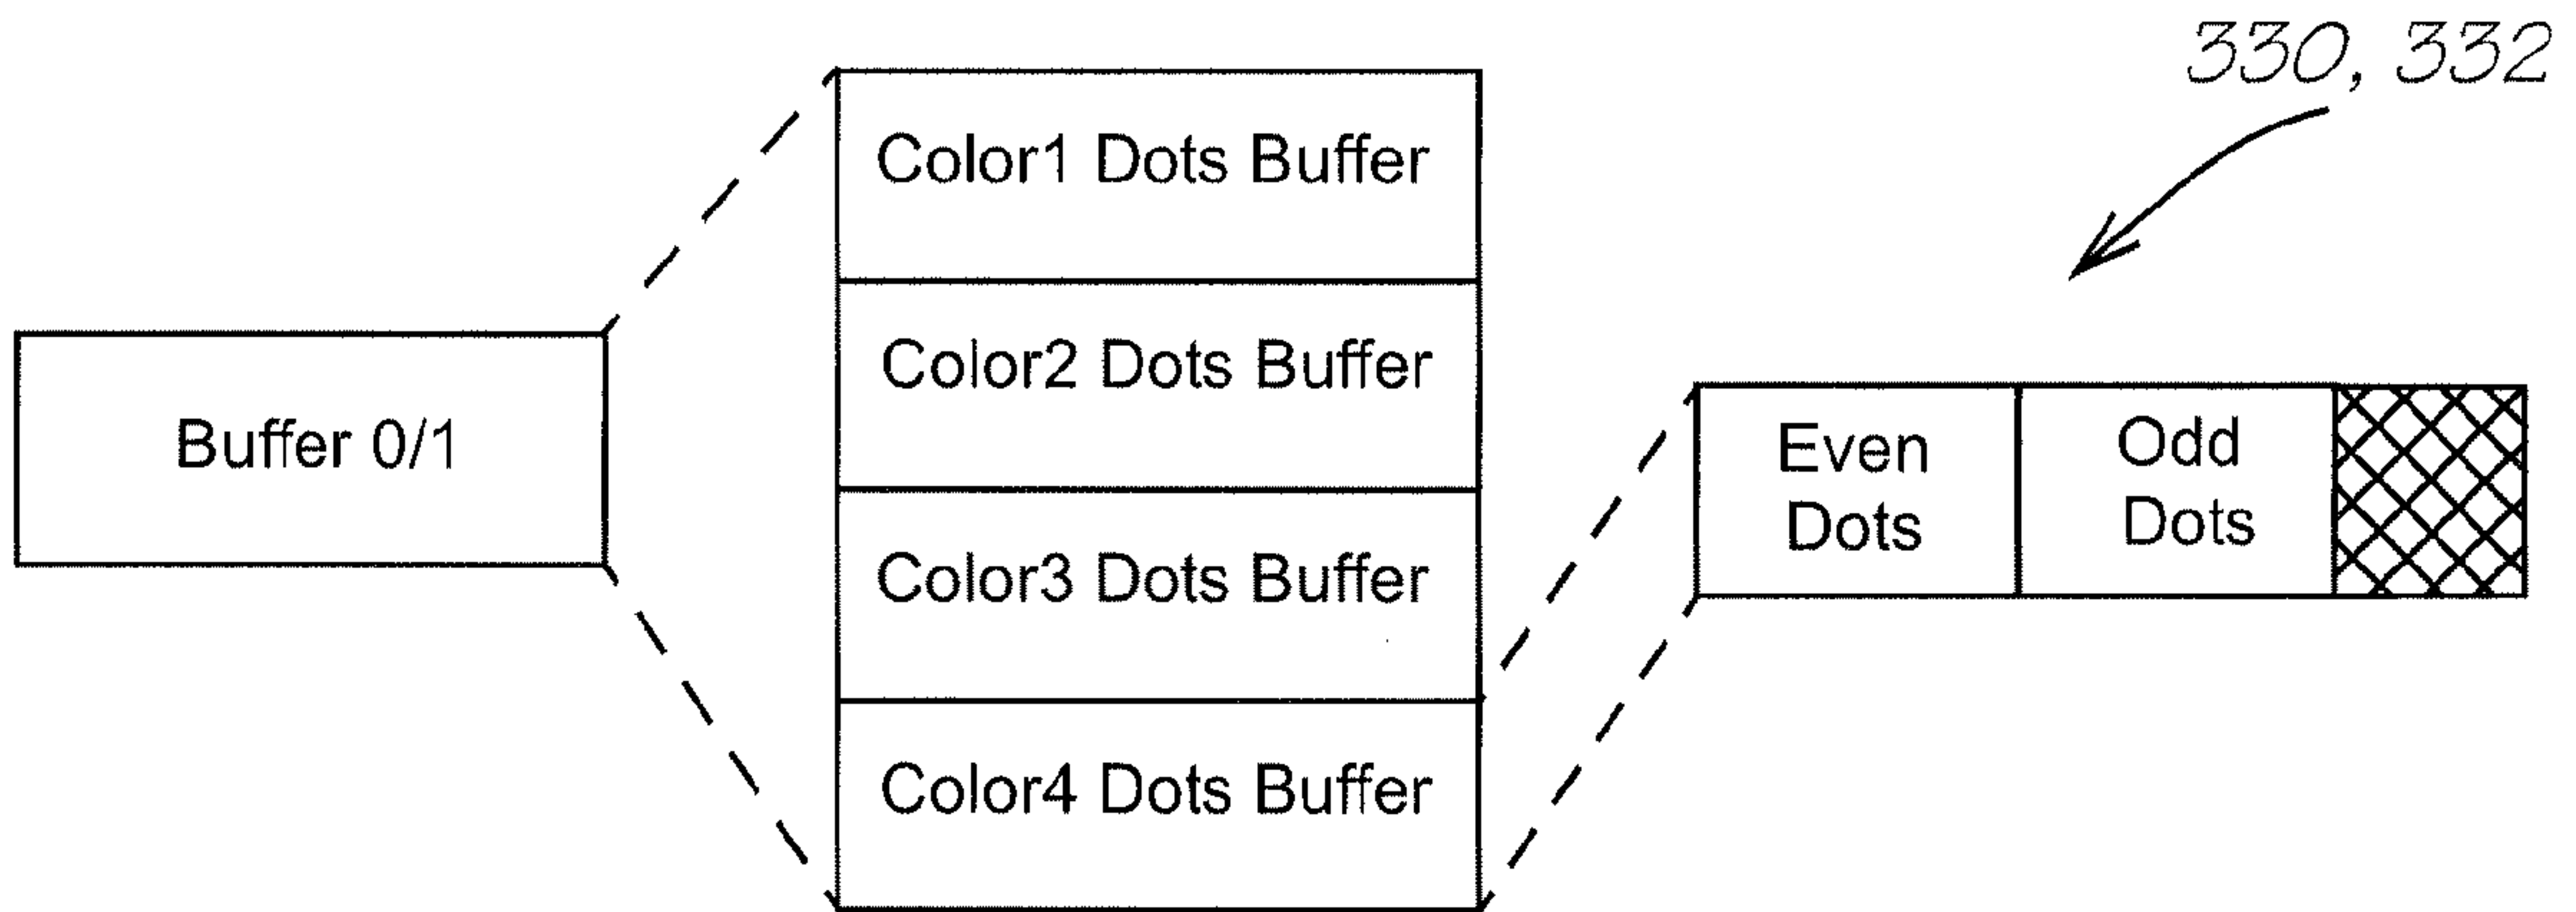 330, 332
Color1 Dots Buffer
Color2 Dots Buffer
Buffer 0/1
Even
Dots
Odd
Dots
Color3 Dots Buffer
Color4 Dots Buffer